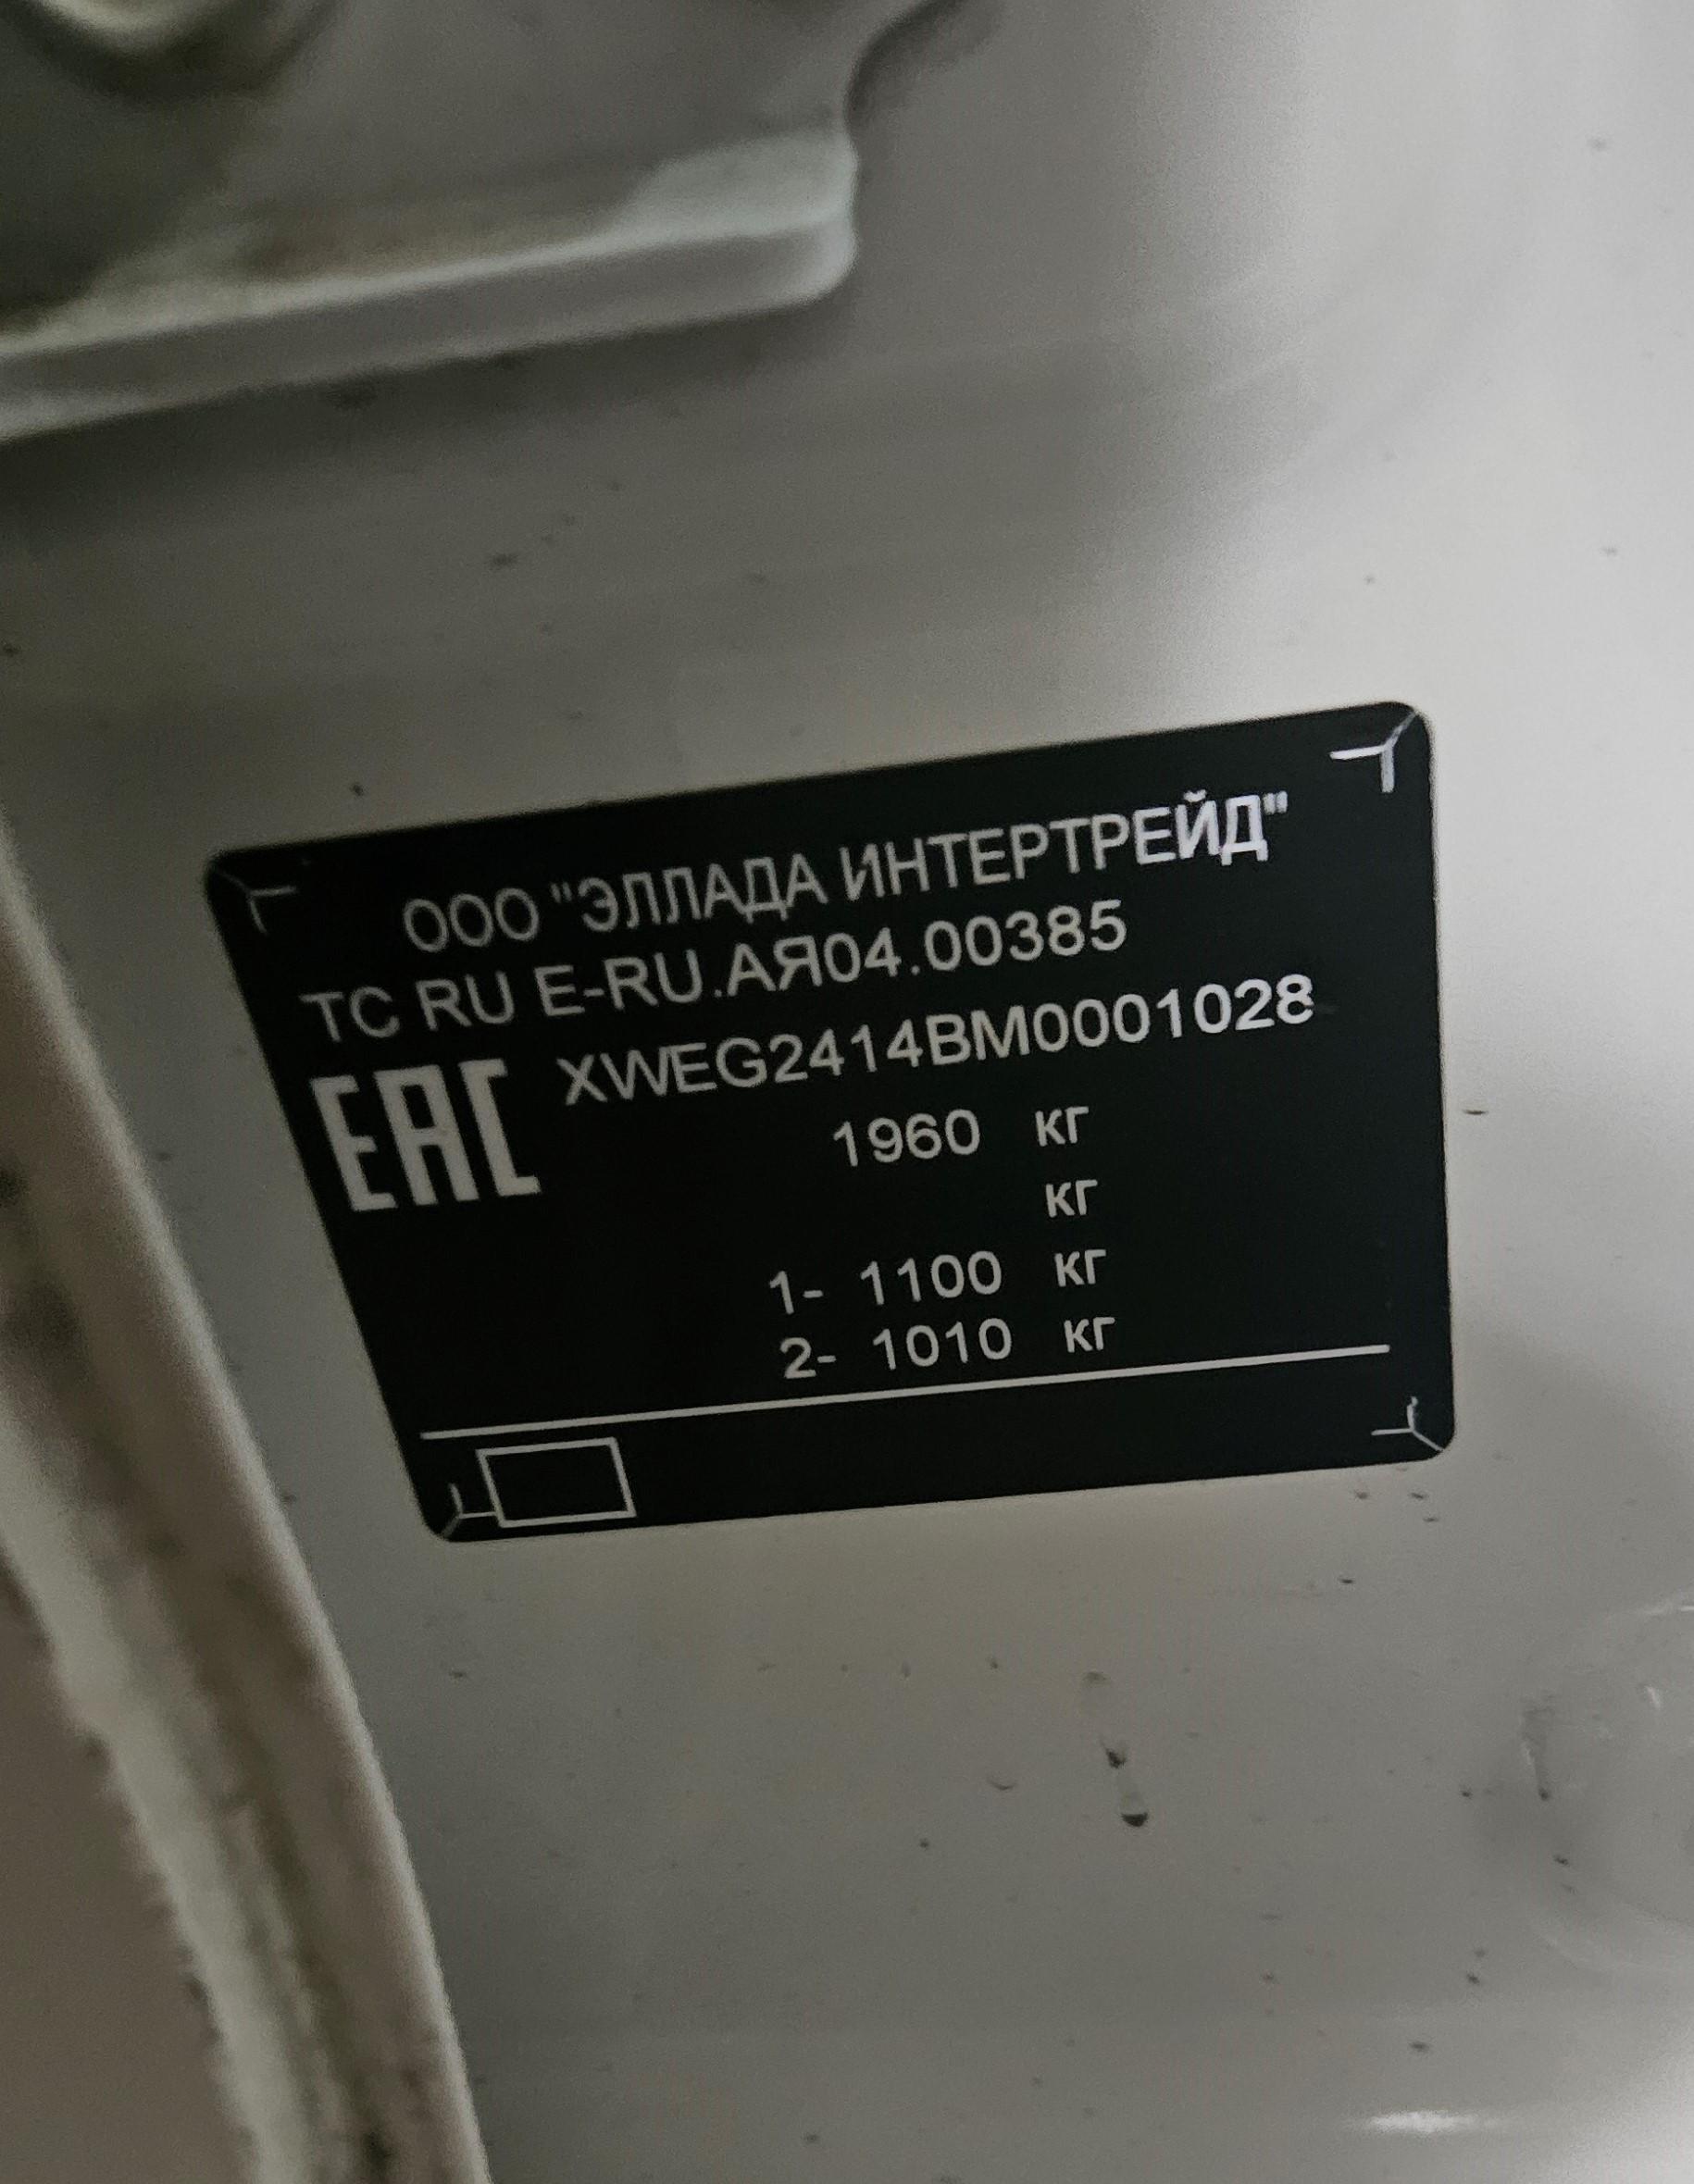 ООО "ЭЛЛАДА ИНТЕРТРЕЙД"
ТС RU E-RU.АЯ04.00385
EAC XWEG2414BM0001028
1960 кг
кг
1- 1100 кг
2- 1010 кг